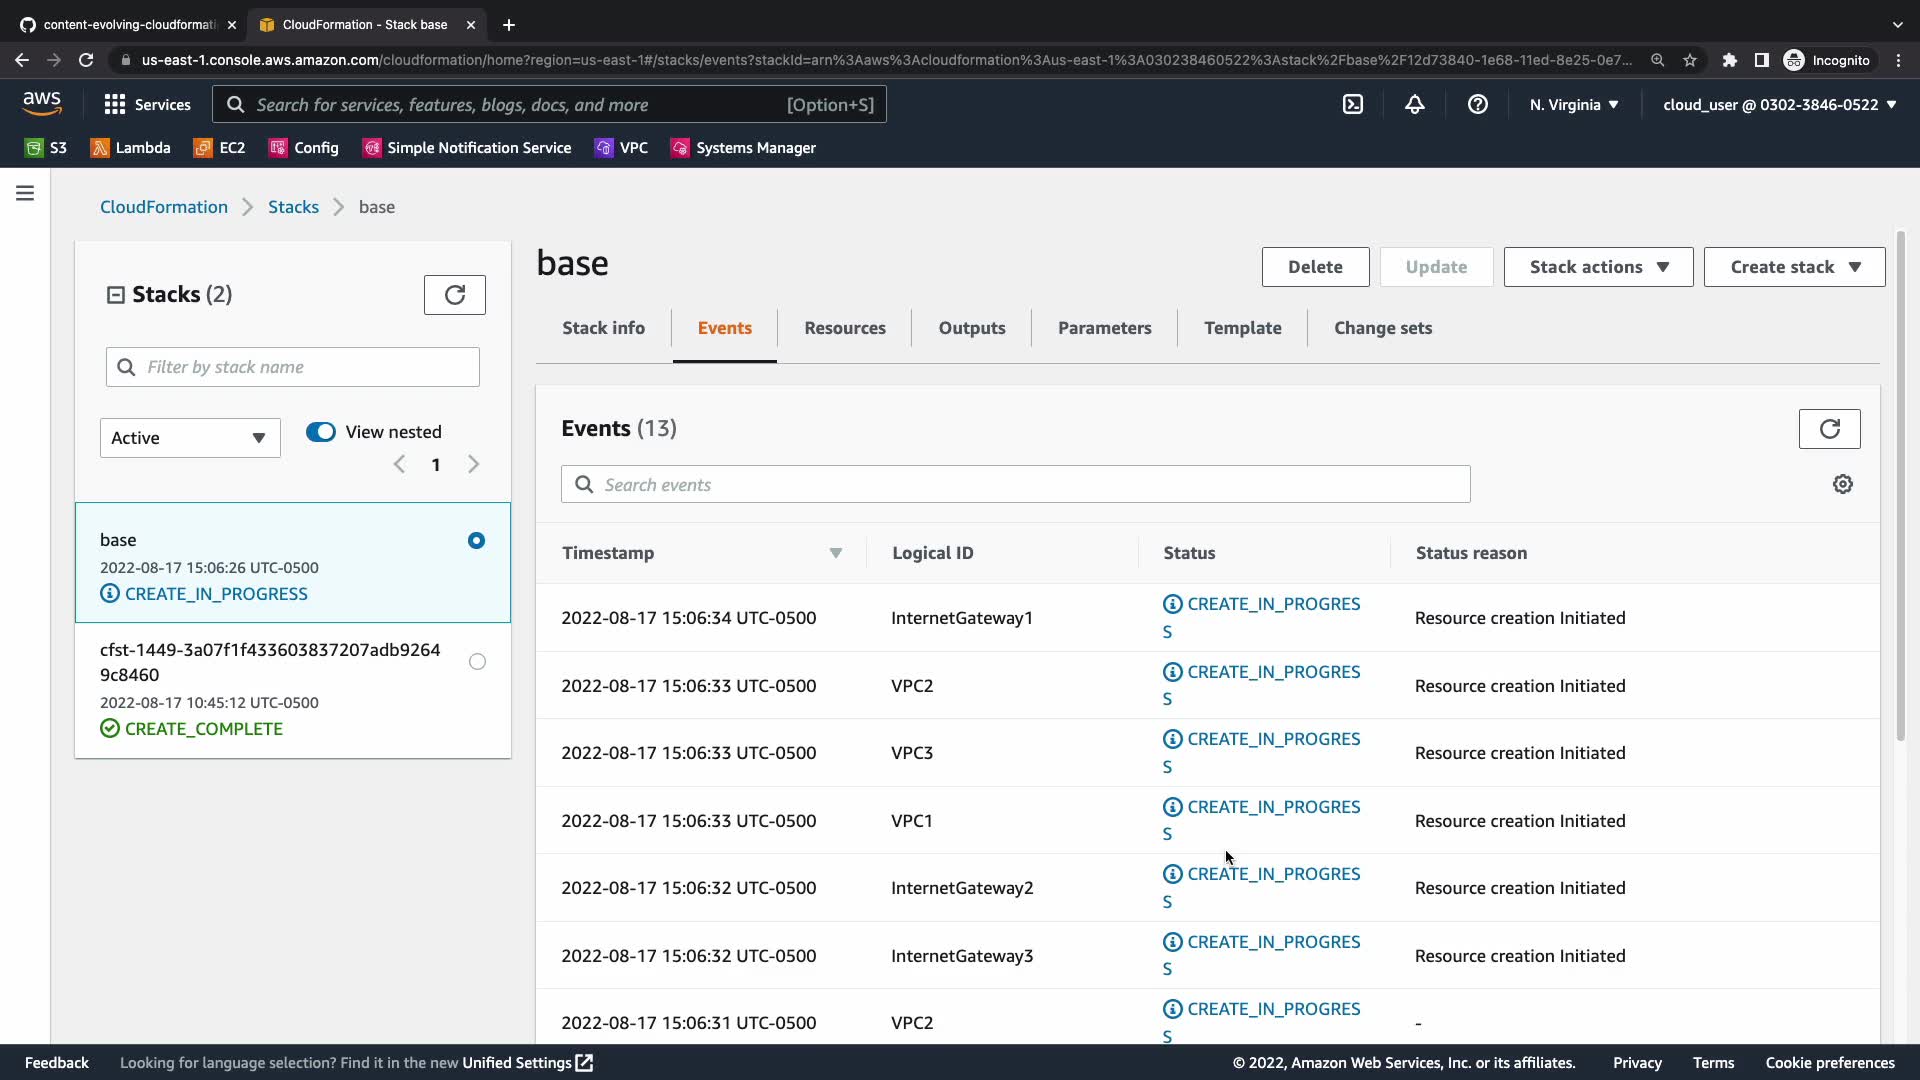 content-evolving-cloudformati
CloudFormation - Stack base
us-east-1.console.aws.amazon.com/cloudformation/home?region=us-east-1#/stacks/events?stackId=arn%3Aaws%3Acloudformation%3Aus-east-1%3A030238460522%3Astack%2Fbase%2F12d73840-1e68-11ed-8e25-0e7...
Incognito
aws
Services
Search for services, features, blogs, docs, and more
[Option+S]
N. Virginia
cloud_user @ 0302-3846-0522
S3
Lambda
EC2
Config
Simple Notification Service
VPC
Systems Manager
CloudFormation
Stacks
base
Stacks (2)
Filter by stack name
Active
View nested
1
base
2022-08-17 15:06:26 UTC-0500
CREATE_IN_PROGRESS
cfst-1449-3a07f1f433603837207adb9264
9c8460
2022-08-17 10:45:12 UTC-0500
CREATE_COMPLETE
base
Delete
Update
Stack actions
Create stack
Stack info
Events
Resources
Outputs
Parameters
Template
Change sets
Events (13)
Search events
Timestamp
Logical ID
Status
Status reason
2022-08-17 15:06:34 UTC-0500
InternetGateway1
CREATE_IN_PROGRES
S
Resource creation Initiated
2022-08-17 15:06:33 UTC-0500
VPC2
CREATE_IN_PROGRES
S
Resource creation Initiated
2022-08-17 15:06:33 UTC-0500
VPC3
CREATE_IN_PROGRES
S
Resource creation Initiated
2022-08-17 15:06:33 UTC-0500
VPC1
CREATE_IN_PROGRES
S
Resource creation Initiated
2022-08-17 15:06:32 UTC-0500
InternetGateway2
CREATE_IN_PROGRES
S
Resource creation Initiated
2022-08-17 15:06:32 UTC-0500
InternetGateway3
CREATE_IN_PROGRES
S
Resource creation Initiated
2022-08-17 15:06:31 UTC-0500
VPC2
CREATE_IN_PROGRES
S
-
Feedback
Looking for language selection? Find it in the new Unified Settings
© 2022, Amazon Web Services, Inc. or its affiliates.
Privacy
Terms
Cookie preferences